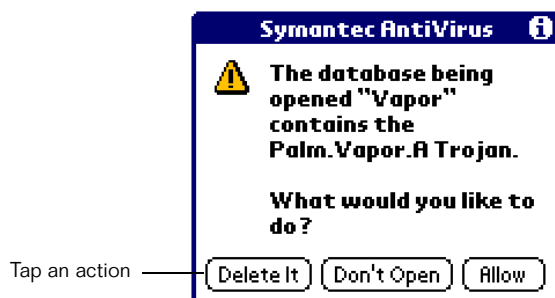 Symantec AntiVirus
The database being
opened "Vapor"
contains the
Palm.Vapor.A Trojan.
What would you like to
do?
Tap an action
Delete It Don't Open Allow